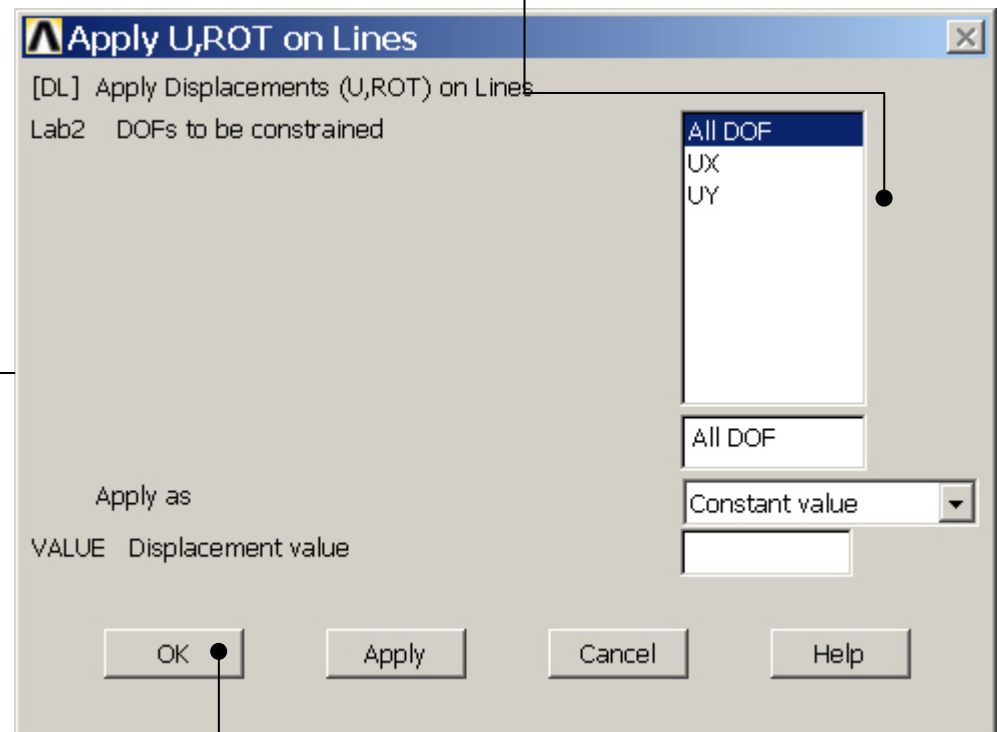 Apply U,ROT on Lines
[DL] Apply Displacements (U,ROT) on Lines
Lab2 DOFs to be constrained
All DOF
UX
UY
All DOF
Apply as
Constant value
VALUE Displacement value
OK Apply Cancel Help